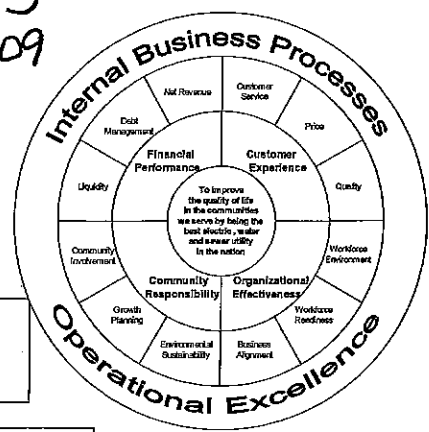 09
Internal Business Processes
Net Revenue
Customer
Service
Debt
Management
Price
Financial
Performance
Customer
Experience
Liquidity
Quality
To improve
the quality of life
in the communities
we serve by being the
best electric, water
and sewer utility
in the nation
Community
Involvement
Workforce
Environment
Community
Responsibility
Organizational
Effectiveness
Growth
Planning
Workforce
Readiness
Environmental
Sustainability
Business
Alignment
Operational Excellence